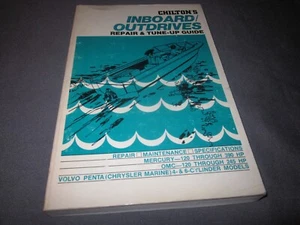 CHILTON'S
INBOARD/
OUTDRIVES
REPAIR & TUNE-UP GUIDE
REPAIR MAINTENANCE SPECIFICATIONS
MERCURY—120 THROUGH 390 HP
OMC—120 THROUGH 245 HP
VOLVO PENTA (CHRYSLER MARINE) 4- & 6-CYLINDER MODELS